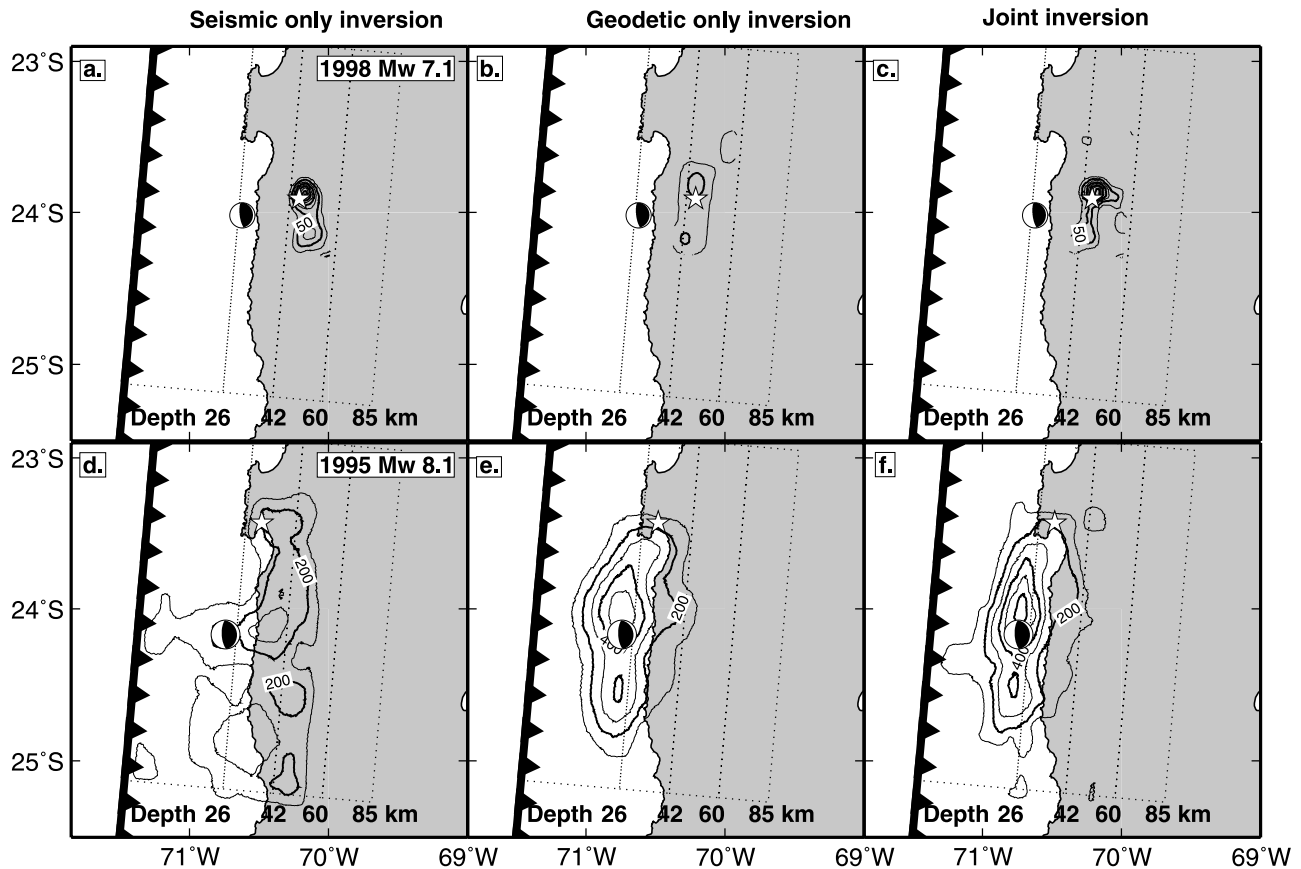 Seismic only inversion Geodetic only inversion Joint inversion
23˚S
a. 1998 Mw 7.1 b. c.
24˚S
50 50
25˚S
Depth 26 42 60 85 km Depth 26 42 60 85 km Depth 26 42 60 85 km
23˚S
d. 1995 Mw 8.1 e. f.
200
24˚S
200 200
400 400
200
25˚S
Depth 26 42 60 85 km Depth 26 42 60 85 km Depth 26 42 60 85 km
71˚W 70˚W 69˚W 71˚W 70˚W 69˚W 71˚W 70˚W 69˚W